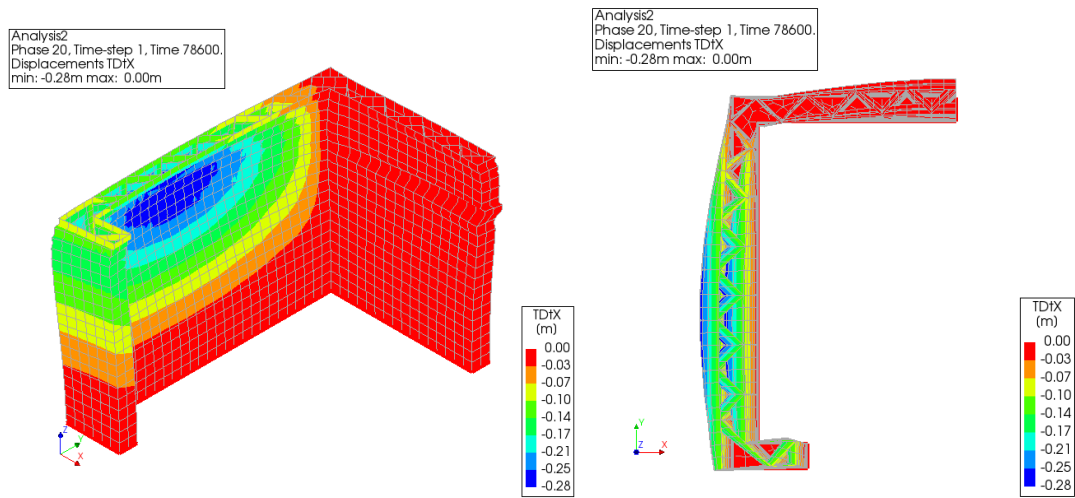 Analysis2
Phase 20, Time-step 1, Time 78600.
Displacements TDtX
min: -0.28m max: 0.00m
TDtX
(m)
0.00
-0.03
-0.07
-0.10
-0.14
-0.17
-0.21
-0.25
-0.28
Z
Y
X
Analysis2
Phase 20, Time-step 1, Time 78600.
Displacements TDtX
min: -0.28m max: 0.00m
TDtX
(m)
0.00
-0.03
-0.07
-0.10
-0.14
-0.17
-0.21
-0.25
-0.28
Y
Z
X